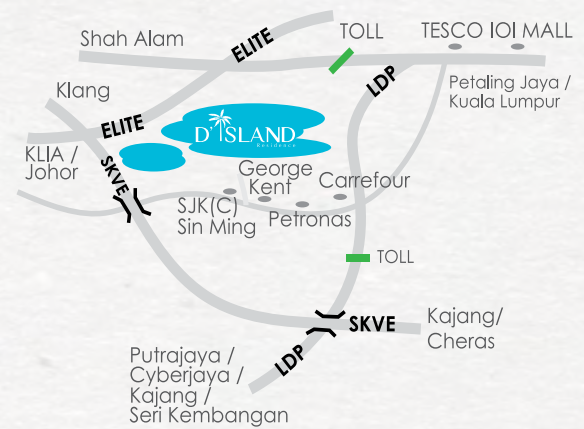 TOLL
TESCO IOI MALL
Shah Alam
ELITE
LDP
Petaling Jaya /
Kuala Lumpur
Klang
ELITE
D'ISLAND
Residence
KLIA /
Johor
SKVE
George
Kent
Carrefour
SJK(C)
Sin Ming
Petronas
TOLL
SKVE
Kajang/
Cheras
LDP
Putrajaya /
Cyberjaya /
Kajang /
Seri Kembangan